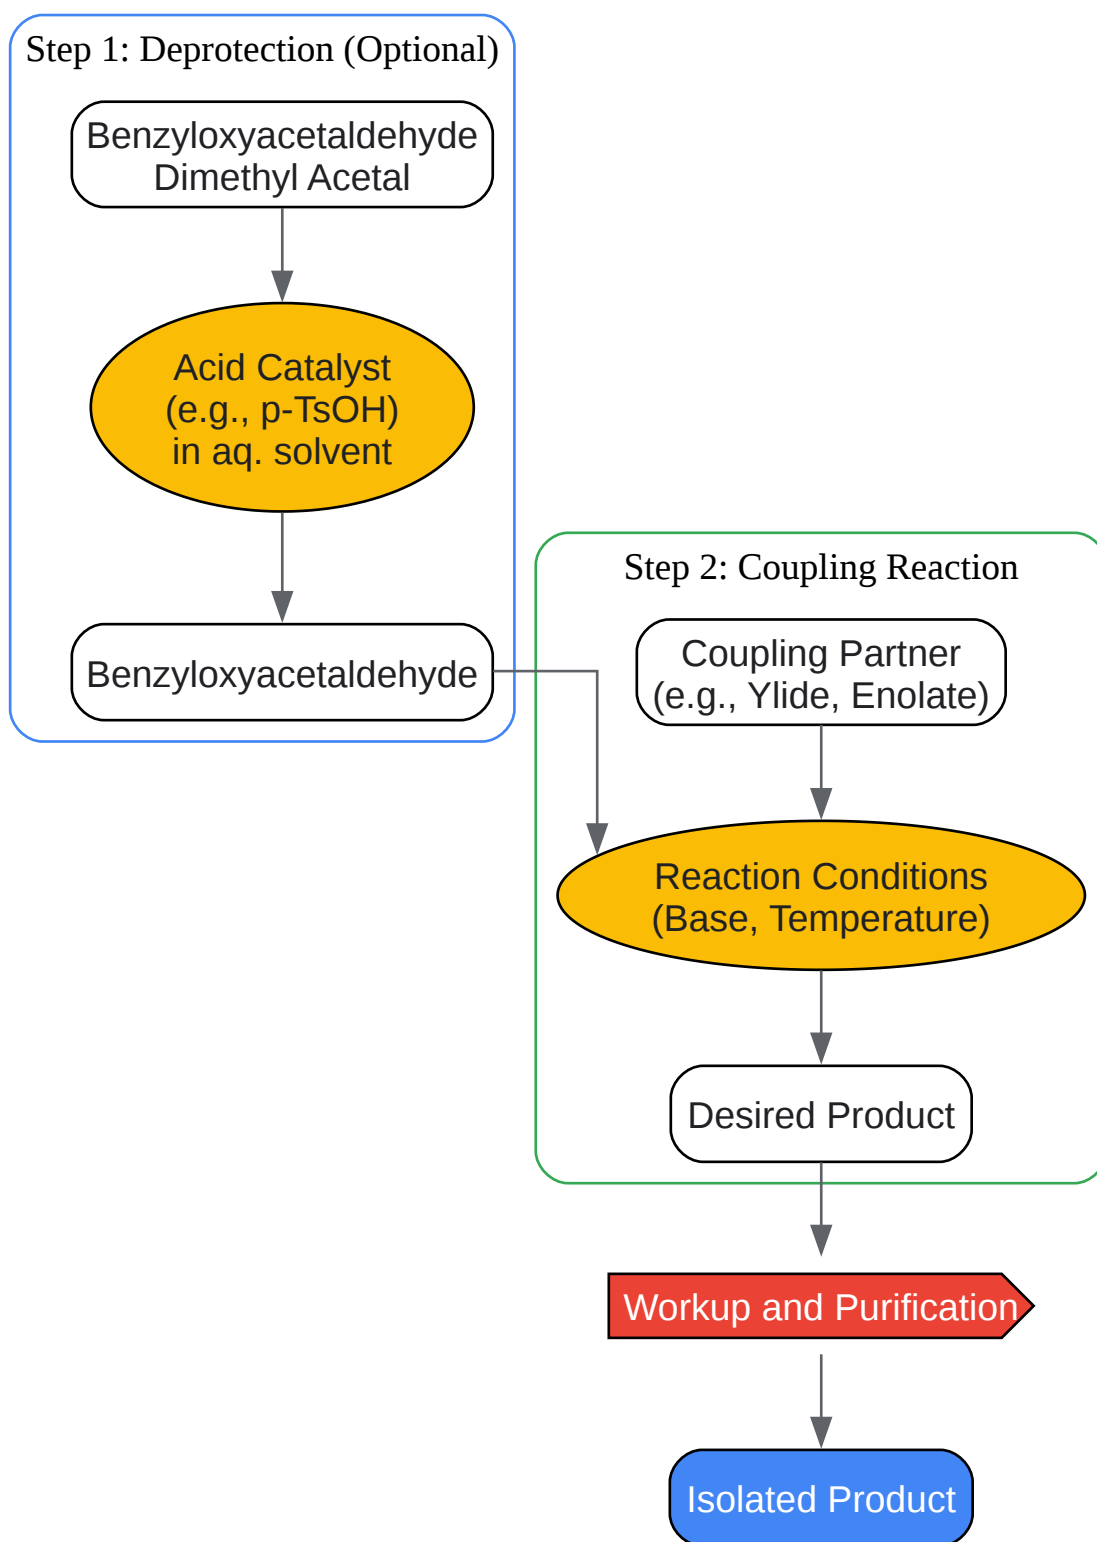 Step 1: Deprotection (Optional)
Benzyloxyacetaldehyde
Dimethyl Acetal
Acid Catalyst
(e.g., p-TsOH)
in aq. solvent
Benzyloxyacetaldehyde
Step 2: Coupling Reaction
Coupling Partner
(e.g., Ylide, Enolate)
Reaction Conditions
(Base, Temperature)
Desired Product
Workup and Purification
Isolated Product